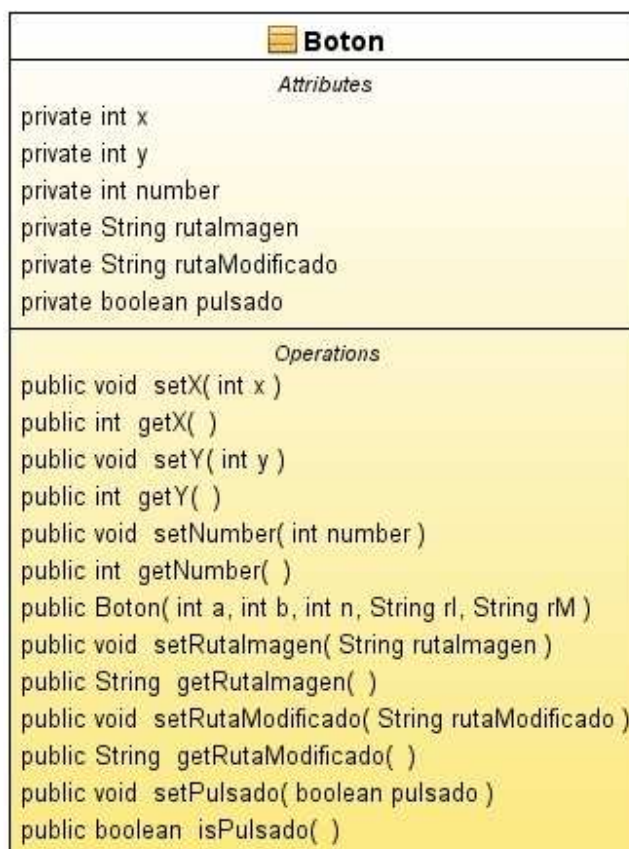 Boton
Attributes
private int x
private int y
private int number
private String rutaImagen
private String rutaModificado
private boolean pulsado
Operations
public void setX( int x )
public int getX( )
public void setY( int y )
public int getY( )
public void setNumber( int number )
public int getNumber( )
public Boton( int a, int b, int n, String rI, String rM )
public void setRutaImagen( String rutaImagen )
public String getRutaImagen( )
public void setRutaModificado( String rutaModificado )
public String getRutaModificado( )
public void setPulsado( boolean pulsado )
public boolean isPulsado( )